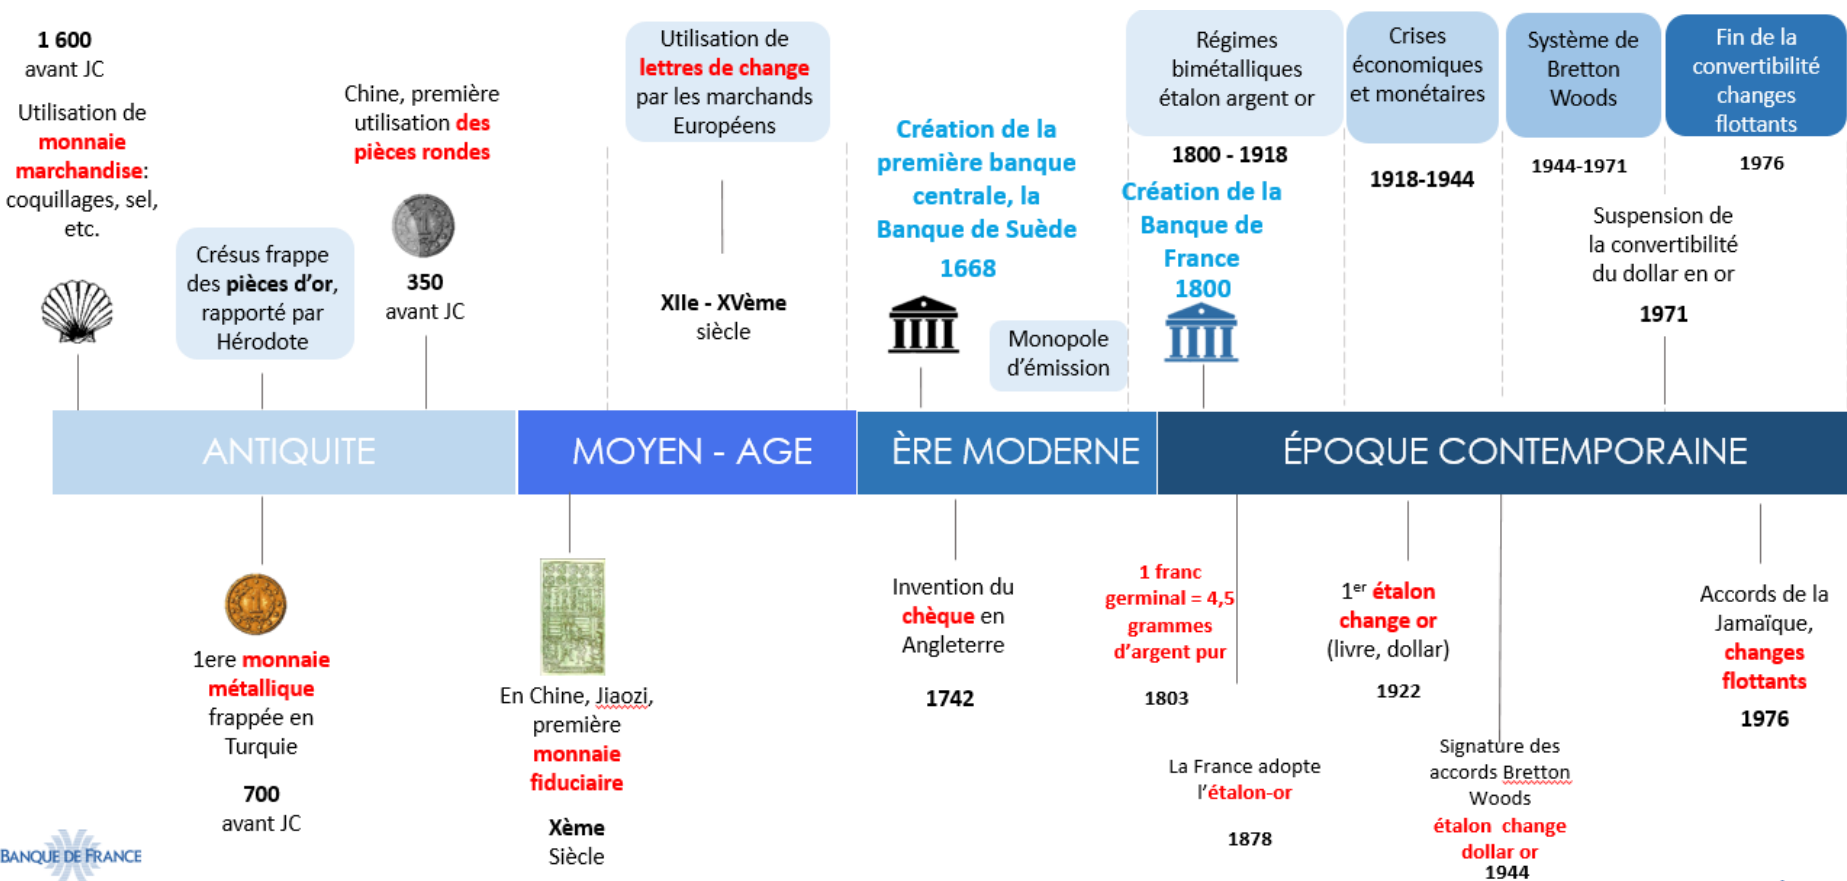 1 600
avant JC
Utilisation de
monnaie
marchandise:
coquillages, sel,
etc.
Crésus frappe
des pièces d'or,
rapporté par
Hérodote
Chine, première
utilisation des
pièces rondes
350
avant JC
Utilisation de
lettres de change
par les marchands
Européens
XIIe - XVème
siècle
Création de la
première banque
centrale, la
Banque de Suède
1668
Monopole
d'émission
Régimes
bimétalliques
étalon argent or
1800 - 1918
Création de la
Banque de
France
1800
Crises
économiques
et monétaires
1918-1944
Système de
Bretton
Woods
1944-1971
Fin de la
convertibilité
changes
flottants
1976
Suspension de
la convertibilité
du dollar en or
1971
ANTIQUITE
MOYEN - AGE
ÈRE MODERNE
ÉPOQUE CONTEMPORAINE
1ere monnaie
métallique
frappée en
Turquie
700
avant JC
En Chine, Jiaozi,
première
monnaie
fiduciaire
Xème
Siècle
Invention du
chèque en
Angleterre
1742
1 franc
germinal = 4,5
grammes
d'argent pur
1803
La France adopte
l'étalon-or
1878
1er étalon
change or
(livre, dollar)
1922
Signature des
accords Bretton
Woods
étalon change
dollar or
1944
Accords de la
Jamaïque,
changes
flottants
1976
BANQUE DE FRANCE